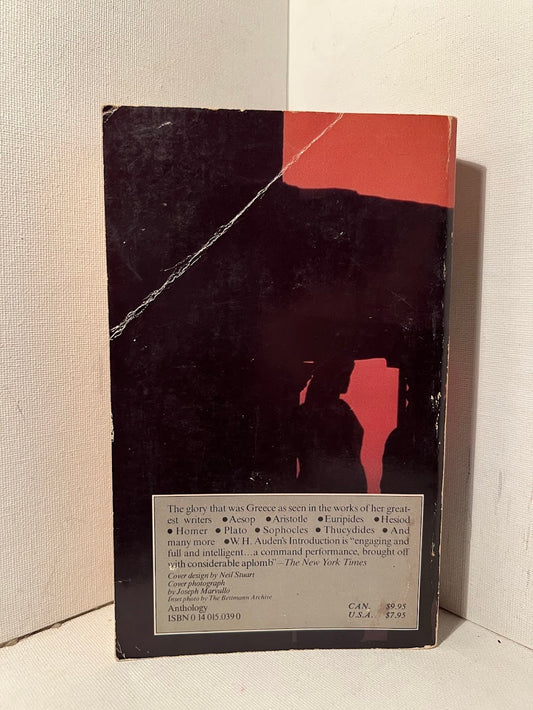 The glory that was Greece as seen in the works of her great-
est writers •Aesop •Aristotle •Euripides •Hesiod
•Homer •Plato •Sophocles •Thucydides •And
many more •W.H. Auden's Introduction is "engaging and
full and intelligent...a command performance, brought off
with considerable aplomb"—The New York Times
Cover design by Neil Stuart
Cover photograph
by Joseph Marvullo
Inset photo by The Bettmann Archive
Anthology
ISBN 0 14 015.039 0
CAN. $9.95
U.S.A. $7.95